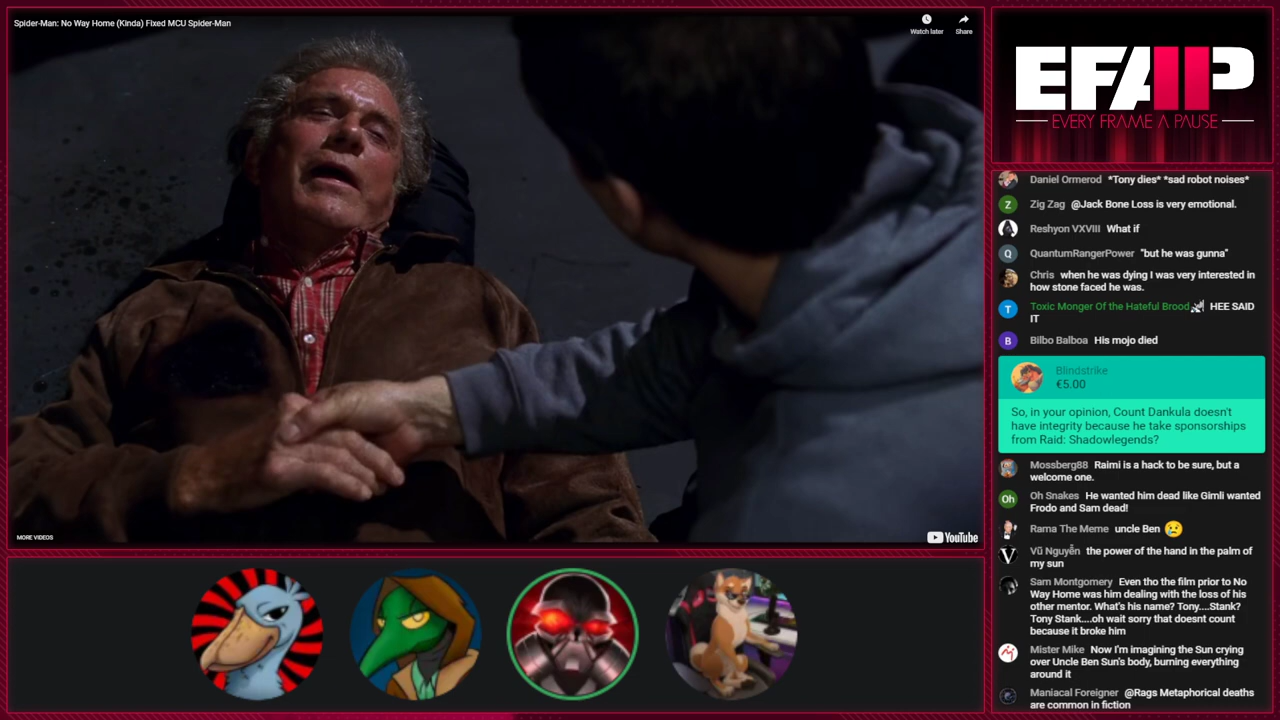 Spider-Man: No Way Home (Kinda) Fixed MCU Spider-Man
Watch later
Share
MORE VIDEOS
YouTube
EFAP
EVERY FRAME A PAUSE
Daniel Ormerod *Tony dies* *sad robot noises*
Z
Zig Zag @Jack Bone Loss is very emotional.
Reshyon VXVIII What if
Q
QuantumRangerPower "but he was gunna"
Chris when he was dying I was very interested in
how stone faced he was.
T
Toxic Monger Of the Hateful Brood HEE SAID
IT
B
Bilbo Balboa His mojo died
Blindstrike
€5.00
So, in your opinion, Count Dankula doesn't
have integrity because he take sponsorships
from Raid: Shadowlegends?
Mossberg88 Raimi is a hack to be sure, but a
welcome one.
Oh
Oh Snakes He wanted him dead like Gimli wanted
Frodo and Sam dead!
Rama The Meme uncle Ben 😢
V
Vũ Nguyễn the power of the hand in the palm of
my sun
Sam Montgomery Even tho the film prior to No
Way Home was him dealing with the loss of his
other mentor. What's his name? Tony....Stank?
Tony Stank....oh wait sorry that doesnt count
because it broke him
Mister Mike Now I'm imagining the Sun crying
over Uncle Ben Sun's body, burning everything
around it
Maniacal Foreigner @Rags Metaphorical deaths
are common in fiction